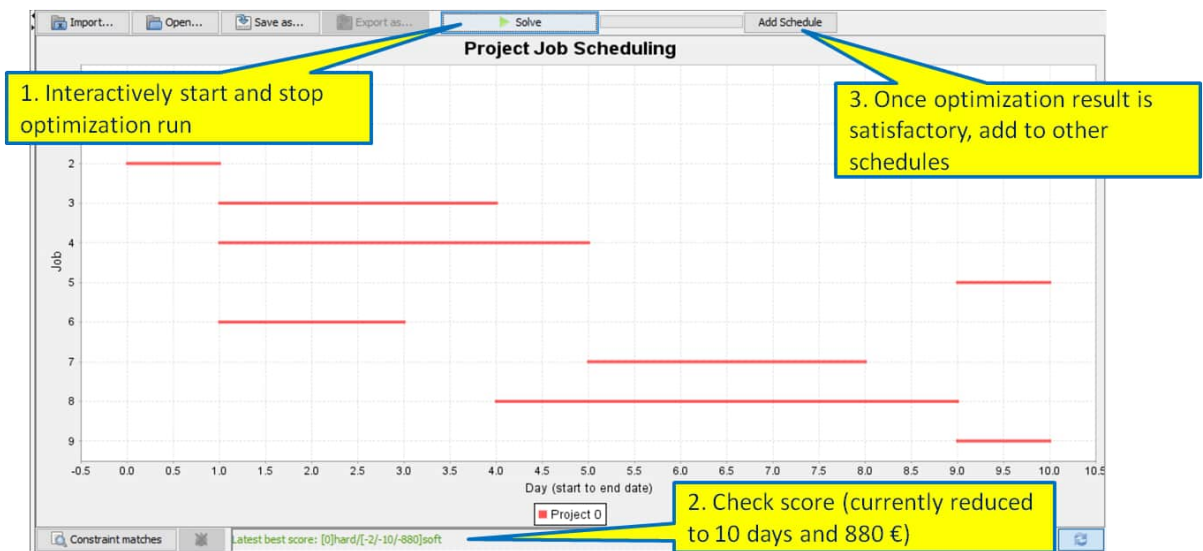 Import...
Open...
Save as...
Export as...
Solve
Add Schedule
Project Job Scheduling
1. Interactively start and stop
optimization run
3. Once optimization result is
satisfactory, add to other
schedules
2
3
4
5
6
7
8
9
Job
-0.5 0.0 0.5 1.0 1.5 2.0 2.5 3.0 3.5 4.0 4.5 5.0 5.5 6.0 6.5 7.0 7.5 8.0 8.5 9.0 9.5 10.0 10.5
Day (start to end date)
Project 0
2. Check score (currently reduced
to 10 days and 880 €)
Constraint matches
Latest best score: [0]hard/[-2/-10/-880]soft